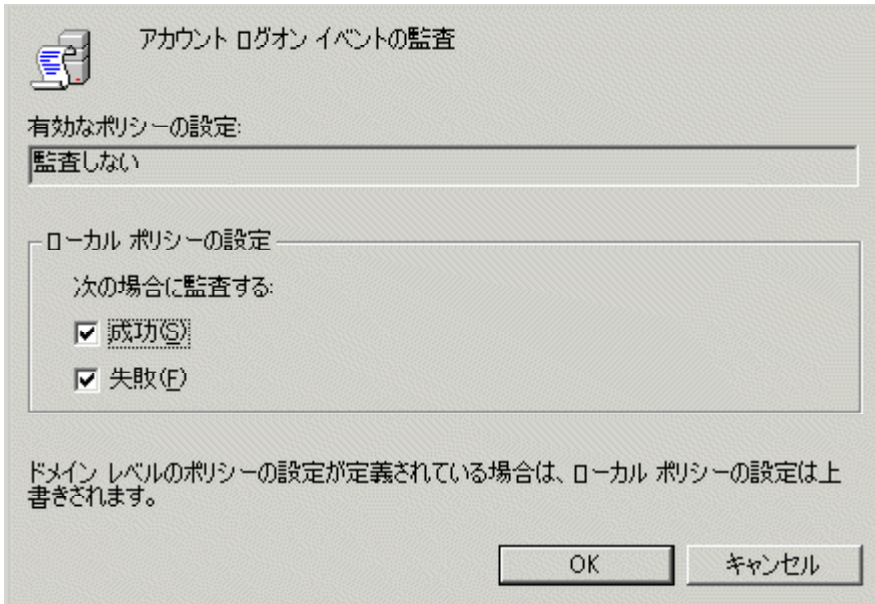 アカウント ログオン イベントの監査
有効なポリシーの設定:
監査しない
ローカル ポリシーの設定
次の場合に監査する:
成功(S)
失敗(F)
ドメイン レベルのポリシーの設定が定義されている場合は、ローカル ポリシーの設定は上
書きされます。
OK
キャンセル